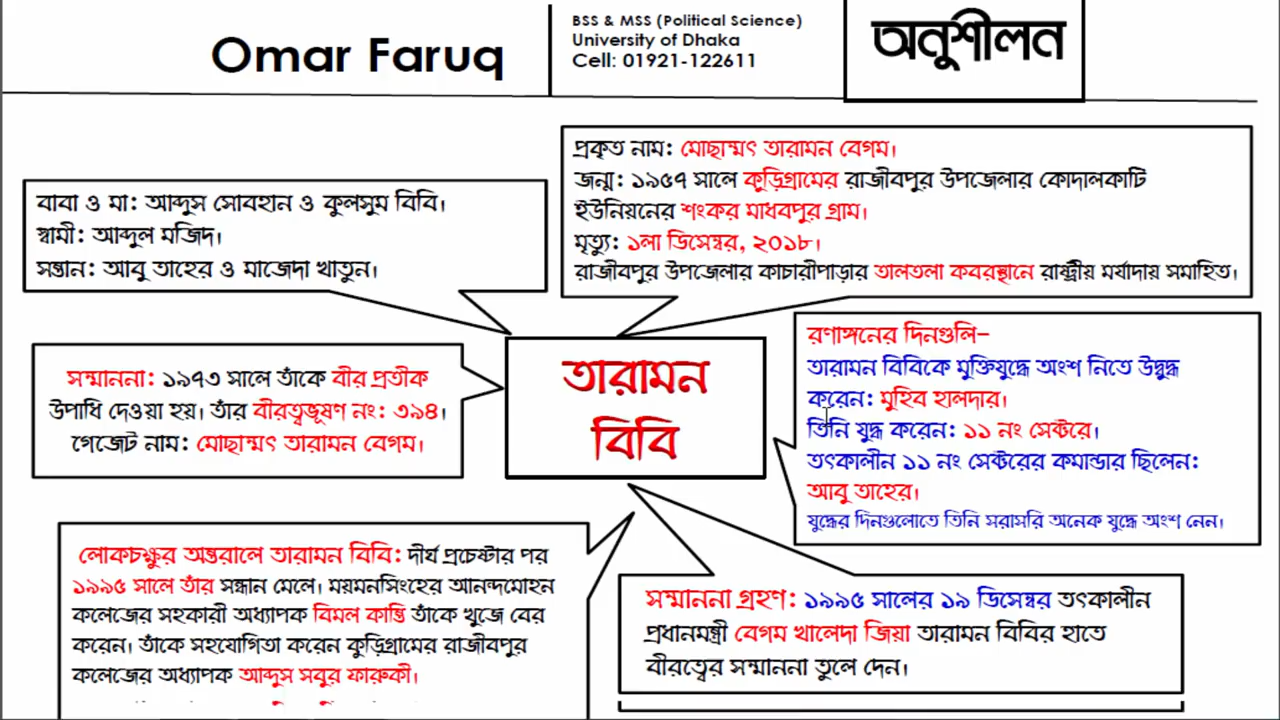 Omar Faruq
BSS & MSS (Political Science)
University of Dhaka
Cell: 01921-122611
অনুশীলন
প্রকৃত নাম: মোছাম্মৎ তারামন বেগম।
জন্ম: ১৯৫৭ সালে কুড়িগ্রামের রাজীবপুর উপজেলার কোদালকাটি
ইউনিয়নের শংকর মাধবপুর গ্রাম।
মৃত্যু: ১লা ডিসেম্বর, ২০১৮।
রাজীবপুর উপজেলার কাচারীপাড়ার তালতলা কবরস্থানে রাষ্ট্রীয় মর্যাদায় সমাহিত।
বাবা ও মা: আব্দুস সোবহান ও কুলসুম বিবি।
স্বামী: আব্দুল মজিদ।
সন্তান: আবু তাহের ও মাজেদা খাতুন।
তারামন
বিবি
রণাঙ্গনের দিনগুলি–
তারামন বিবিকে মুক্তিযুদ্ধে অংশ নিতে উদ্বুদ্ধ
করেন: মুহিব হালদার।
তিনি যুদ্ধ করেন: ১১ নং সেক্টরে।
তৎকালীন ১১ নং সেক্টরের কমান্ডার ছিলেন:
আবু তাহের।
যুদ্ধের দিনগুলোতে তিনি সরাসরি অনেক যুদ্ধে অংশ নেন।
সম্মাননা: ১৯৭৩ সালে তাঁকে বীর প্রতীক
উপাধি দেওয়া হয়। তাঁর বীরত্বভূষণ নং: ৩৯৪।
গেজেট নাম: মোছাম্মৎ তারামন বেগম।
লোকচক্ষুর অন্তরালে তারামন বিবি: দীর্ঘ প্রচেষ্টার পর
১৯৯৫ সালে তাঁর সন্ধান মেলে। ময়মনসিংহের আনন্দমোহন
কলেজের সহকারী অধ্যাপক বিমল কান্তি তাঁকে খুজে বের
করেন। তাঁকে সহযোগিতা করেন কুড়িগ্রামের রাজীবপুর
কলেজের অধ্যাপক আব্দুস সবুর ফারুকী।
সম্মাননা গ্রহণ: ১৯৯৫ সালের ১৯ ডিসেম্বর তৎকালীন
প্রধানমন্ত্রী বেগম খালেদা জিয়া তারামন বিবির হাতে
বীরত্বের সম্মাননা তুলে দেন।